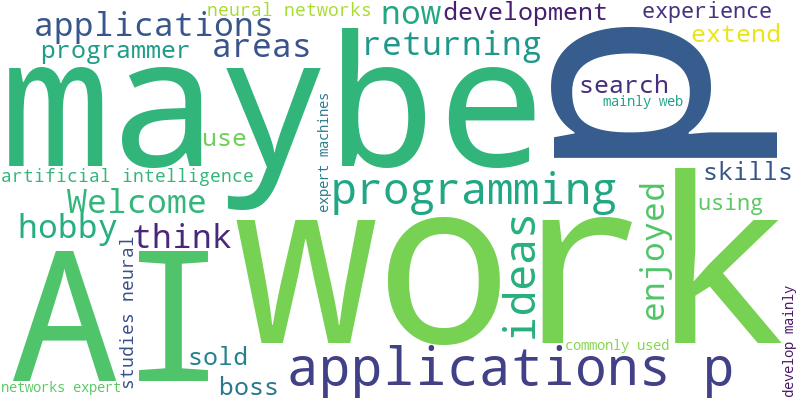 neural networks
now
development
experience
applications
extend
programmer
areas
returning
maybe
p
search
mainly web
use
expert machines
artificial intelligence
skills
Welcome
programming
using
hobby
think
work
enjoyed
ideas
AI
studies neural
sold
boss
applications p
commonly used
develop mainly
networks expert